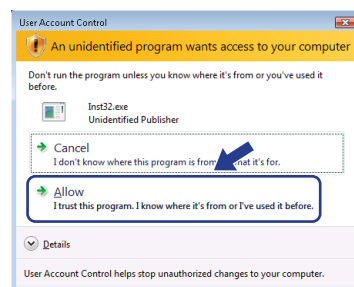 User Account Control
An unidentified program wants access to your computer
Don't run the program unless you know where it's from or you've used it
before.
Inst32.exe
Unidentified Publisher
Cancel
I don't know where this program is from at it's for.
Allow
I trust this program. I know where it's from or I've used it before.
Details
User Account Control helps stop unauthorized changes to your computer.